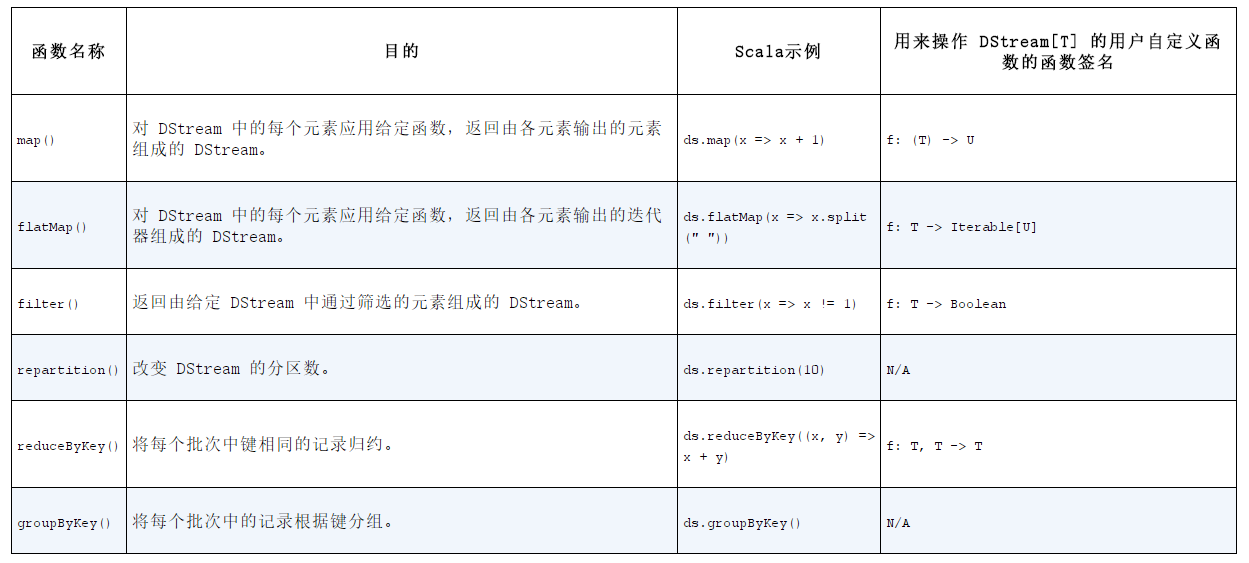 函数名称
目的
Scala示例
用来操作 DStream[T] 的用户自定义函
数的函数签名
map()
对 DStream 中的每个元素应用给定函数，返回由各元素输出的元素
组成的 DStream。
ds.map(x => x + 1)
f: (T) -> U
flatMap()
对 DStream 中的每个元素应用给定函数，返回由各元素输出的迭代
器组成的 DStream。
ds.flatMap(x => x.split
(" "))
f: T -> Iterable[U]
filter()
返回由给定 DStream 中通过筛选的元素组成的 DStream。
ds.filter(x => x != 1)
f: T -> Boolean
repartition()
改变 DStream 的分区数。
ds.repartition(10)
N/A
reduceByKey()
将每个批次中键相同的记录归约。
ds.reduceByKey((x, y) =>
x + y)
f: T, T -> T
groupByKey()
将每个批次中的记录根据键分组。
ds.groupByKey()
N/A